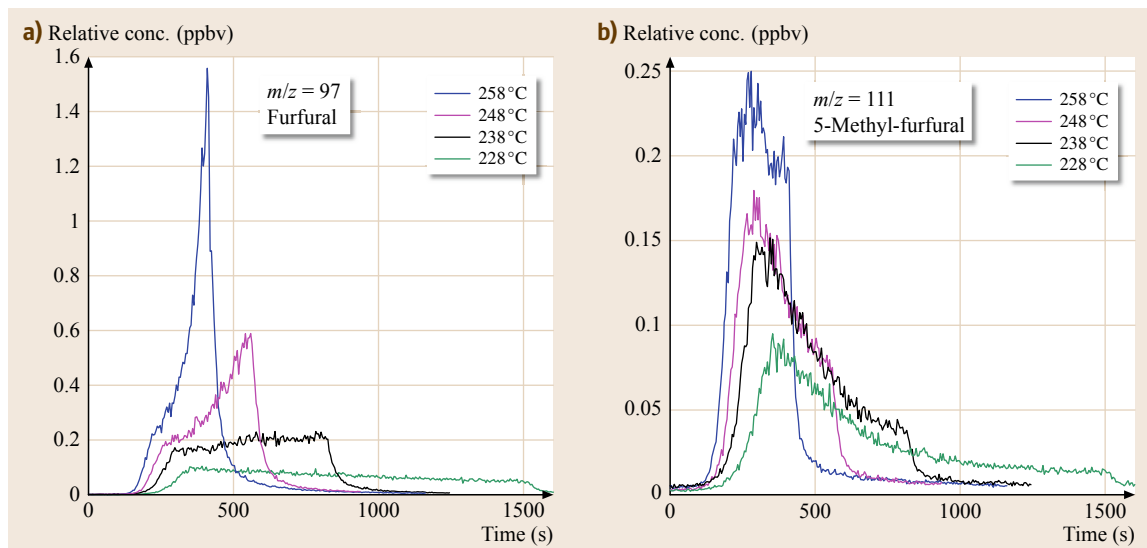 a) Relative conc. (ppbv)
1.6
1.4
1.2
1
0.8
0.6
0.4
0.2
0
0
500
1000
1500
Time (s)
m/z = 97
Furfural
258 °C
248 °C
238 °C
228 °C
b) Relative conc. (ppbv)
0.25
0.20
0.15
0.10
0.05
0
0
500
1000
1500
Time (s)
m/z = 111
5-Methyl-furfural
258 °C
248 °C
238 °C
228 °C